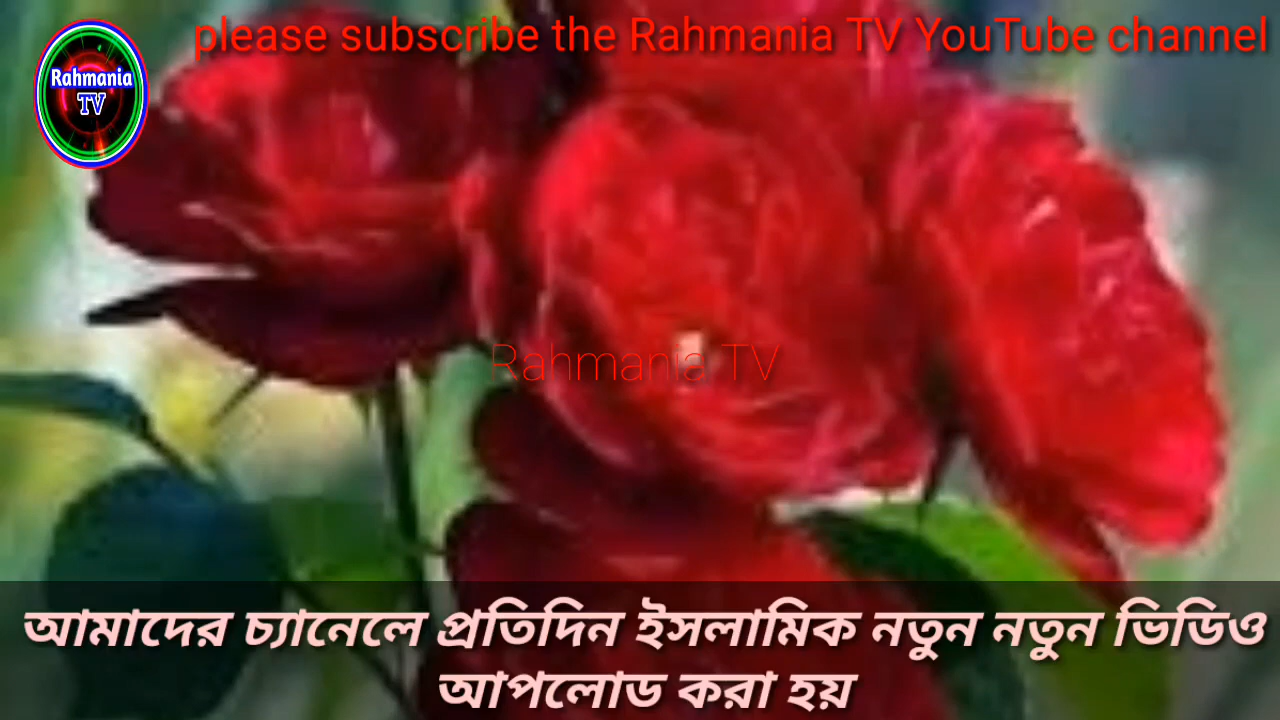 please subscribe the Rahmania TV YouTube channel
Rahmania
TV
Rahmania TV
আমাদের চ্যানেলে প্রতিদিন ইসলামিক নতুন নতুন ভিডিও
আপলোড করা হয়